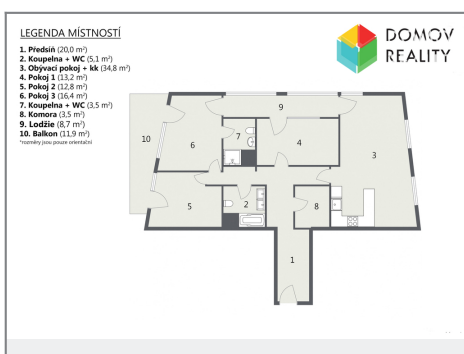 LEGENDA MÍSTNOSTÍ
1. Předsíň (20,0 m²)
2. Koupelna + WC (5,1 m²)
3. Obývací pokoj + kk (34,8 m²)
4. Pokoj 1 (13,2 m²)
5. Pokoj 2 (12,8 m²)
6. Pokoj 3 (16,4 m²)
7. Koupelna + WC (3,5 m²)
8. Komora (3,5 m²)
9. Lodžie (8,7 m²)
10. Balkon (11,9 m²)
*rozměry jsou pouze orientační
DOMOV
REALITY
9
10
6
7
4
3
5
2
8
1